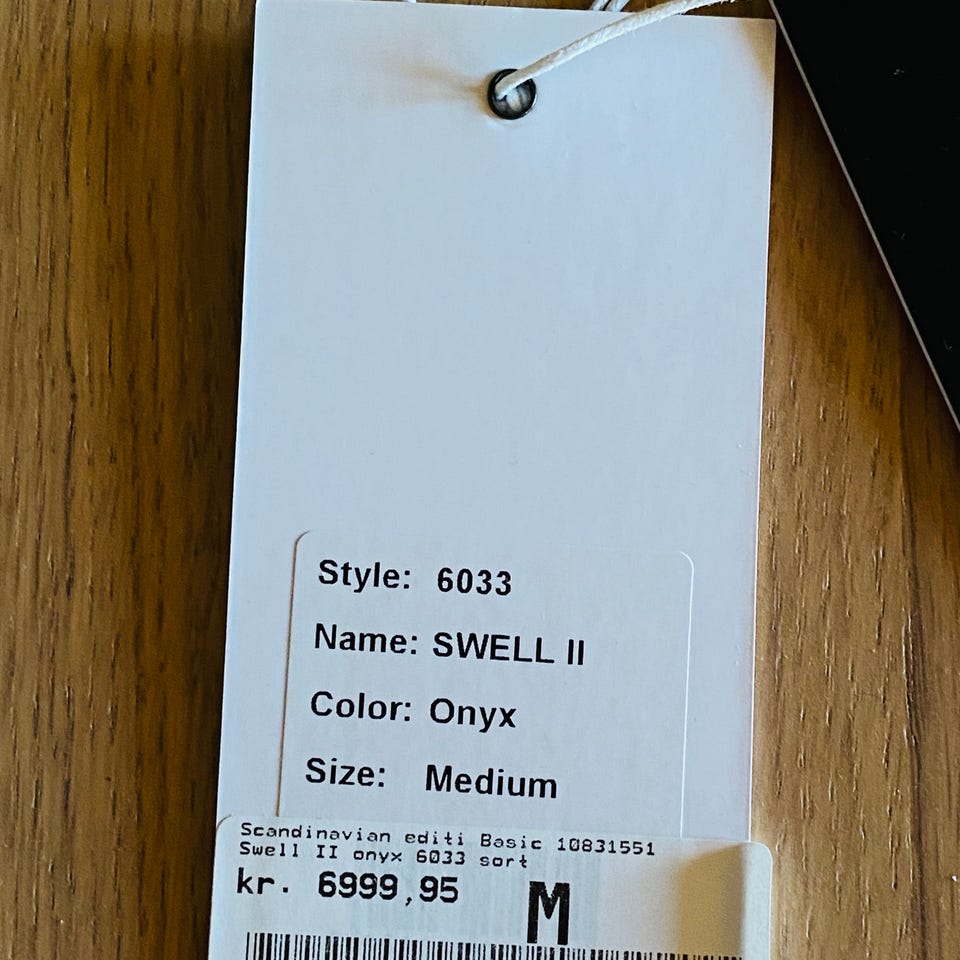 Style: 6033
Name: SWELL II
Color: Onyx
Size: Medium
Scandinavian editi Basic 10831551
Swell II onyx 6033 sort
kr. 6999,95 M